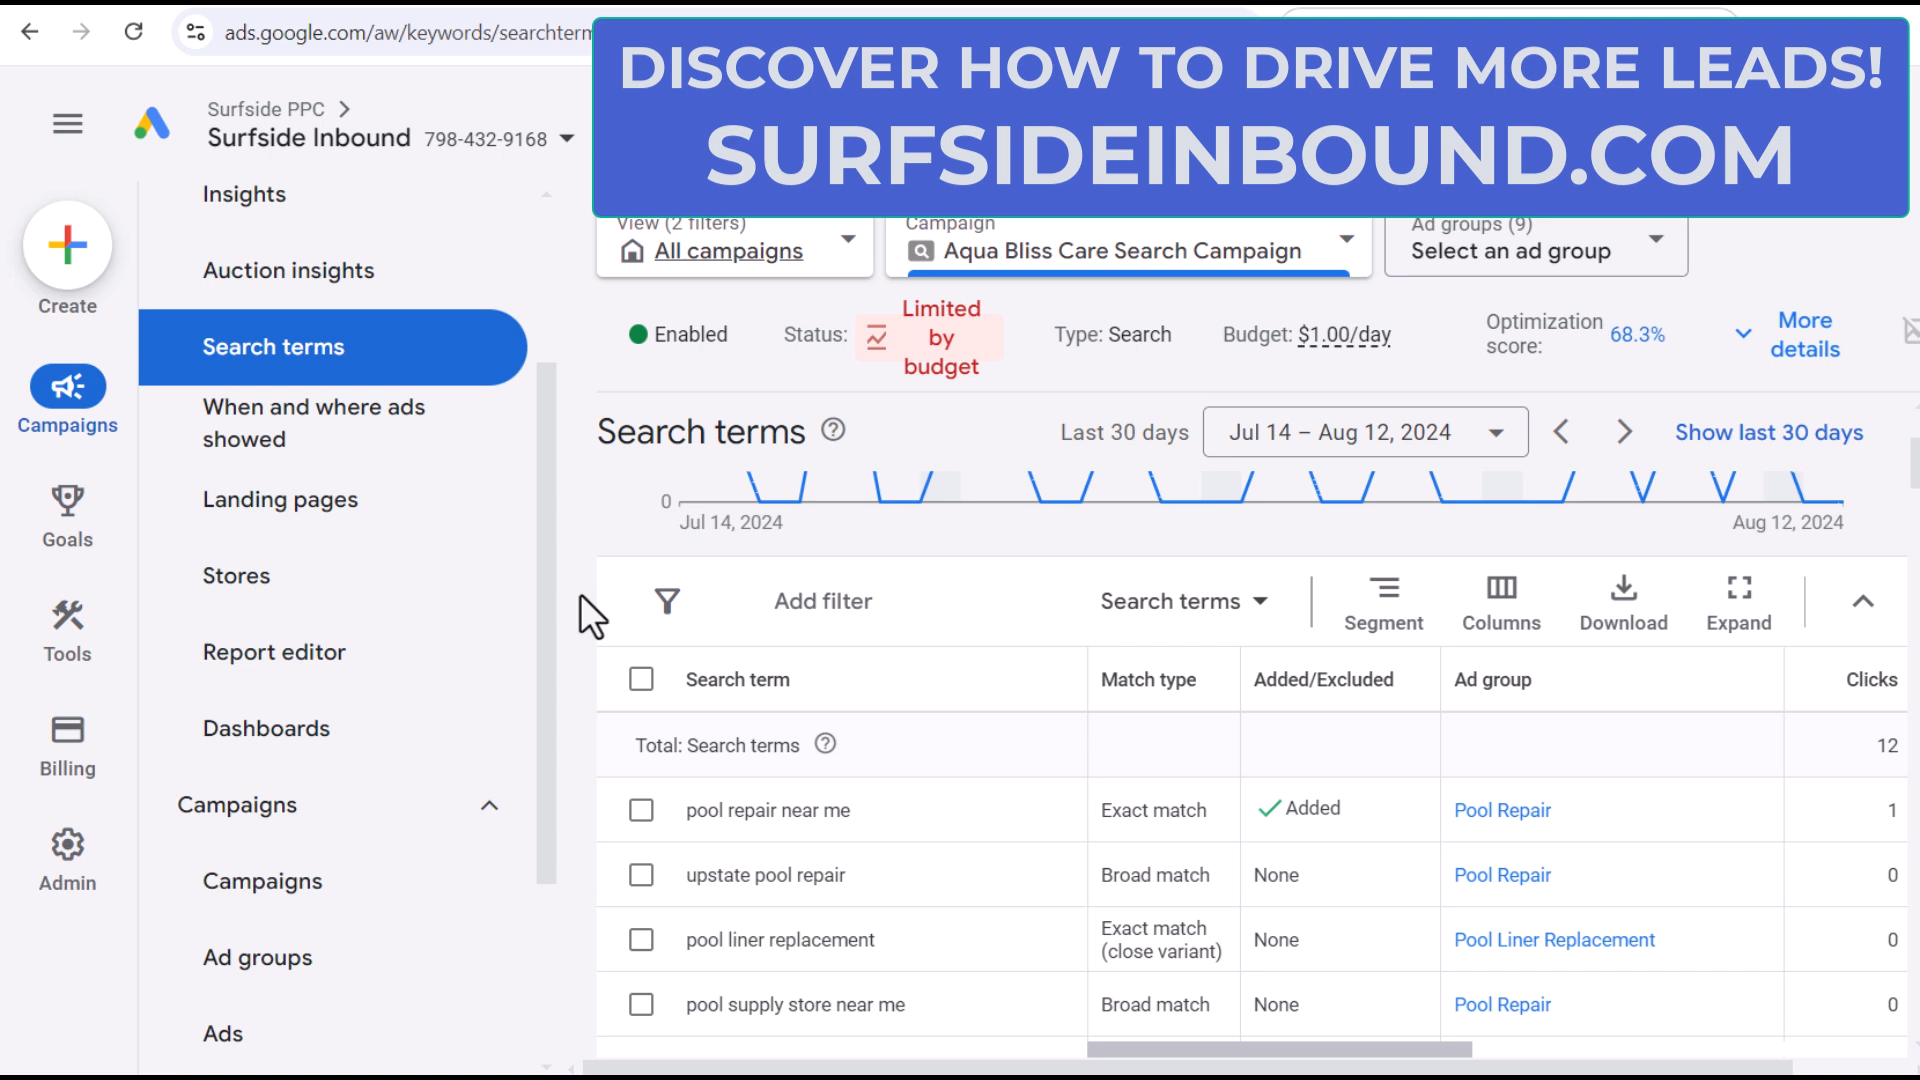 ads.google.com/aw/keywords/searchterm
DISCOVER HOW TO DRIVE MORE LEADS!
SURFSIDEINBOUND.COM
Surfside PPC
Surfside Inbound 798-432-9168
Create
Campaigns
Goals
Tools
Billing
Admin
Insights
Auction insights
Search terms
When and where ads
showed
Landing pages
Stores
Report editor
Dashboards
Campaigns
Campaigns
Ad groups
Ads
View (2 filters)
All campaigns
Campaign
Aqua Bliss Care Search Campaign
Ad groups (9)
Select an ad group
Enabled
Status:
Limited
by
budget
Type: Search
Budget: $1.00/day
Optimization
score:
68.3%
More
details
Search terms
Last 30 days
Jul 14 – Aug 12, 2024
Show last 30 days
0
Jul 14, 2024
Aug 12, 2024
Add filter
Search terms
Segment
Columns
Download
Expand
Search term Match type Added/Excluded Ad group Clicks
Total: Search terms 12
pool repair near me Exact match Added Pool Repair 1
upstate pool repair Broad match None Pool Repair 0
pool liner replacement Exact match (close variant) None Pool Liner Replacement 0
pool supply store near me Broad match None Pool Repair 0